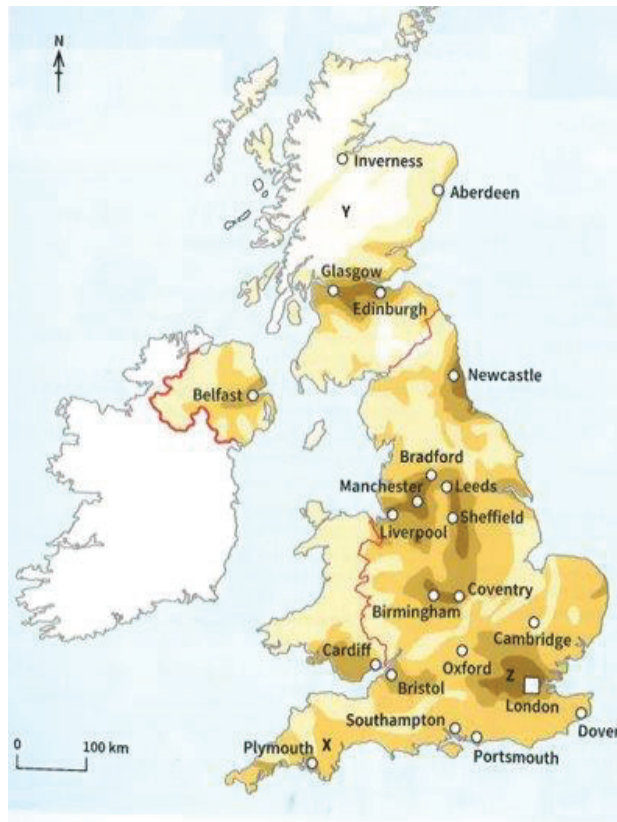 N
Inverness
Aberdeen
Y
Glasgow
Edinburgh
Newcastle
Belfast
Bradford
Manchester
Leeds
Liverpool
Sheffield
Coventry
Birmingham
Cambridge
Cardiff
Oxford
Z
Bristol
London
Southampton
Dover
0 100 km
Plymouth
X
Portsmouth